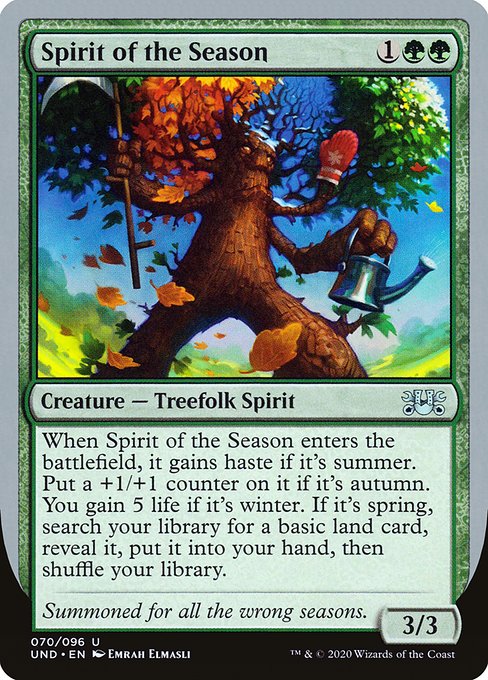 Spirit of the Season 1
Creature — Treefolk Spirit
When Spirit of the Season enters the
battlefield, it gains haste if it's summer.
Put a +1/+1 counter on it if it's autumn.
You gain 5 life if it's winter. If it's spring,
search your library for a basic land card,
reveal it, put it into your hand, then
shuffle your library.
Summoned for all the wrong seasons.
3/3
070/096 U
UND • EN Emrah Elmasli
™ & © 2020 Wizards of the Coast